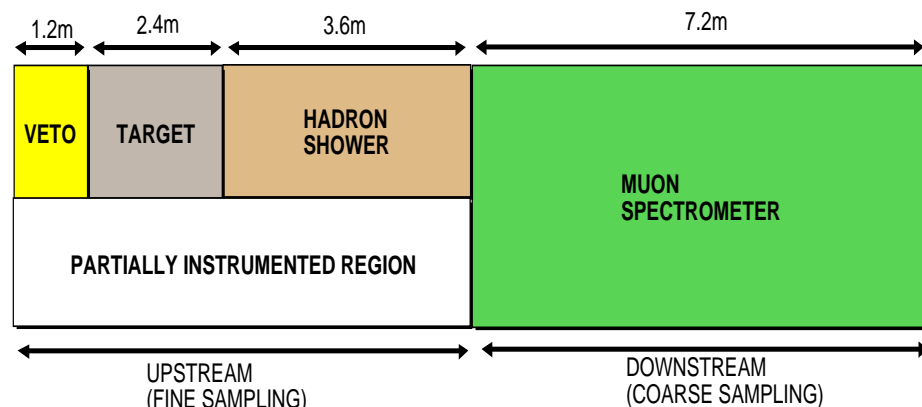 1.2m
2.4m
3.6m
7.2m
VETO
TARGET
HADRON
SHOWER
MUON
SPECTROMETER
PARTIALLY INSTRUMENTED REGION
UPSTREAM
(FINE SAMPLING)
DOWNSTREAM
(COARSE SAMPLING)